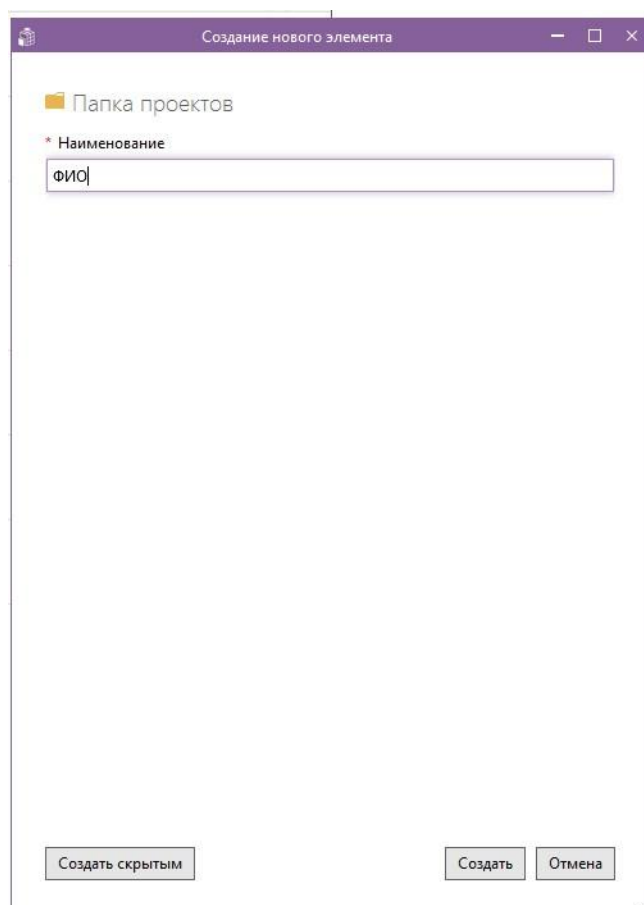 Создание нового элемента
Папка проектов
* Наименование
ФИО
Создать скрытым
Создать
Отмена